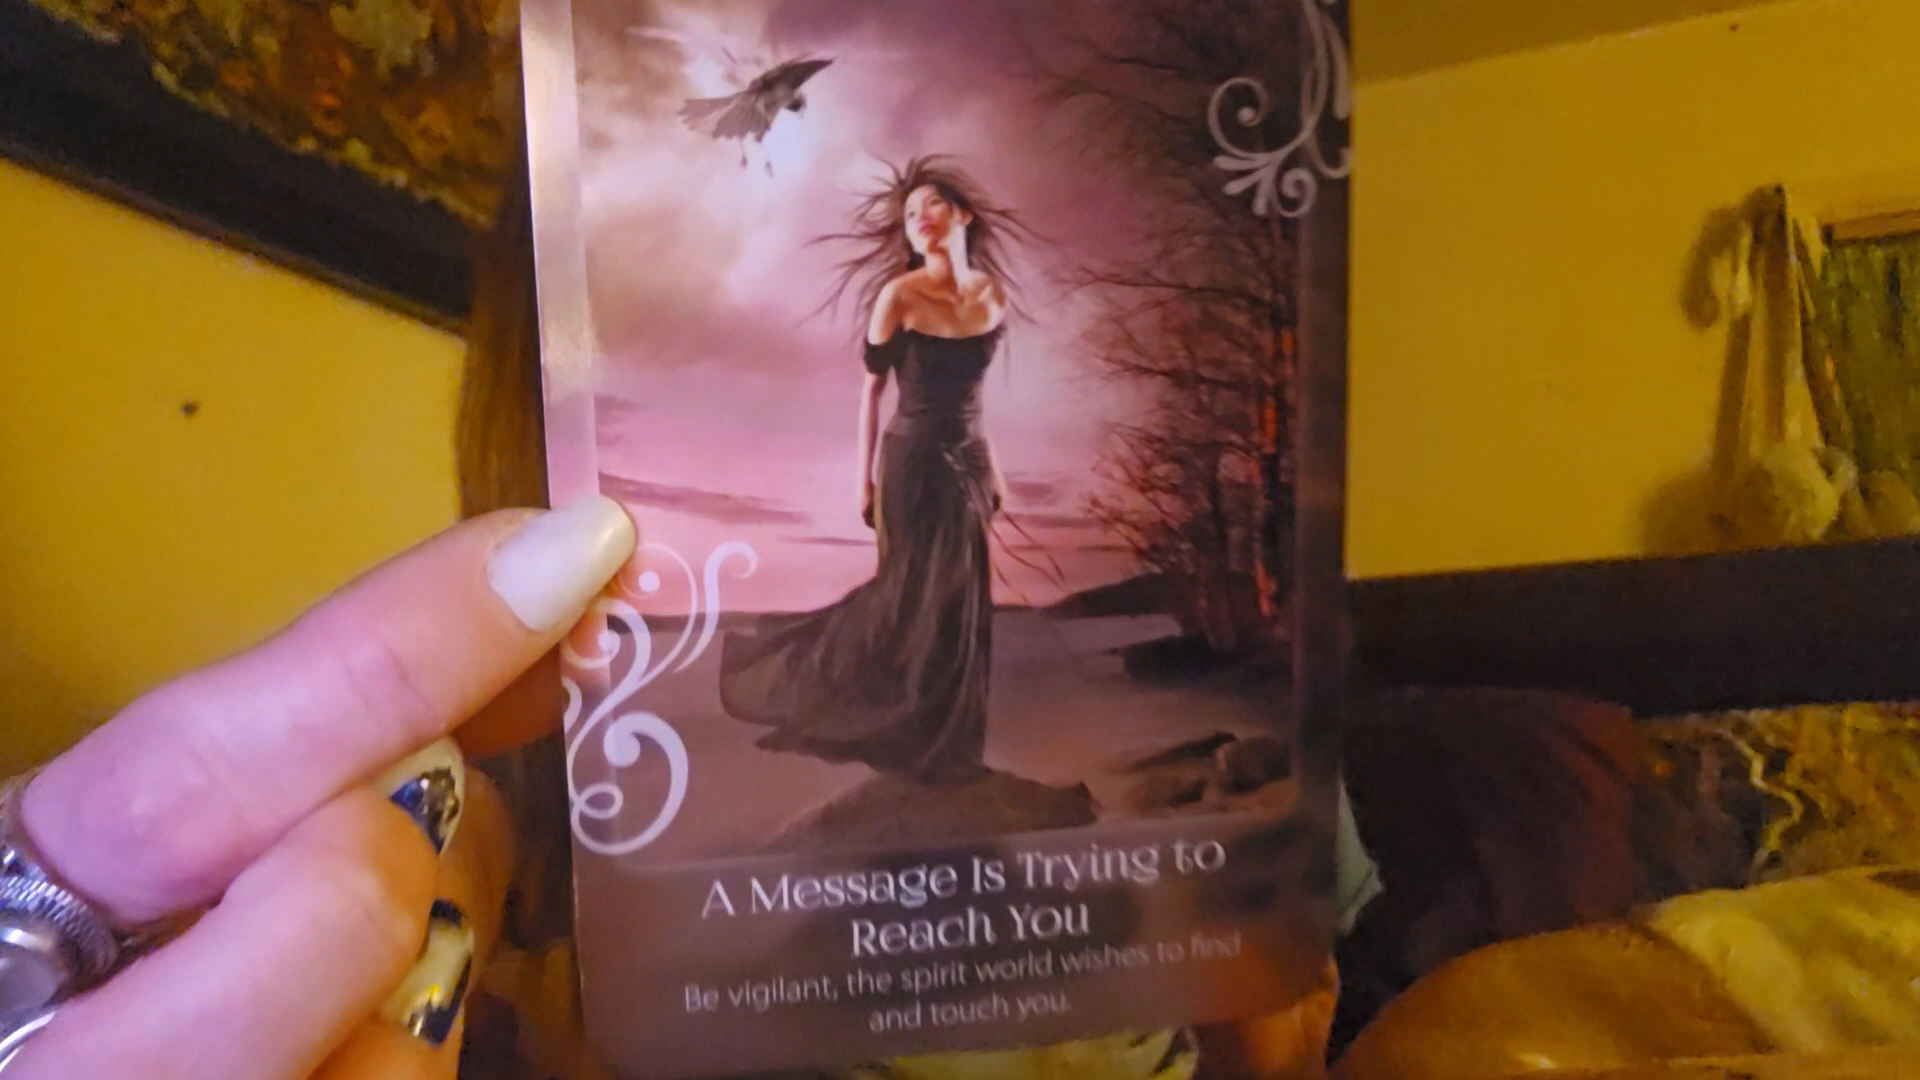 A Message Is Trying to
Reach You
Be vigilant, the spirit world wishes to find
and touch you.